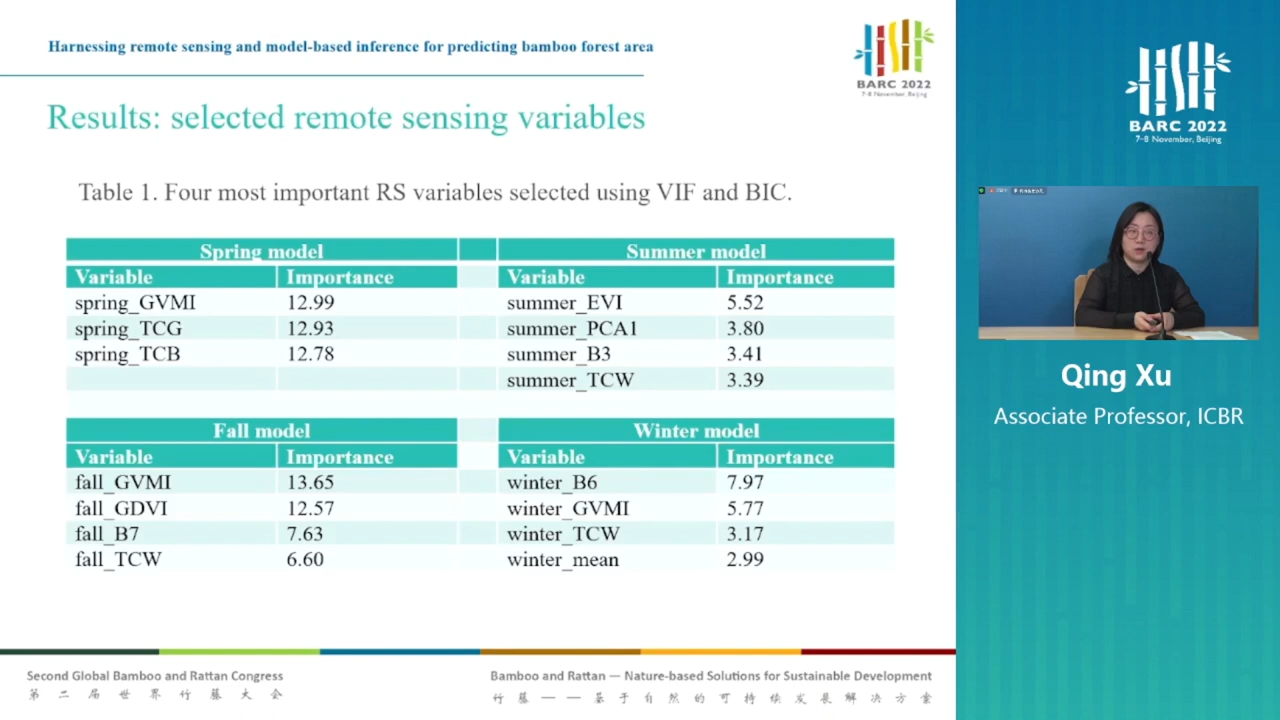 Harnessing remote sensing and model-based inference for predicting bamboo forest area
BARC 2022
7-8 November, Beijing
Results: selected remote sensing variables
Table 1. Four most important RS variables selected using VIF and BIC.
Spring model
Variable Importance
spring_GVMI 12.99
spring_TCG 12.93
spring_TCB 12.78
Summer model
Variable Importance
summer_EVI 5.52
summer_PCA1 3.80
summer_B3 3.41
summer_TCW 3.39
Fall model
Variable Importance
fall_GVMI 13.65
fall_GDVI 12.57
fall_B7 7.63
fall_TCW 6.60
Winter model
Variable Importance
winter_B6 7.97
winter_GVMI 5.77
winter_TCW 3.17
winter_mean 2.99
Second Global Bamboo and Rattan Congress
第二届世界竹藤大会
Bamboo and Rattan — Nature-based Solutions for Sustainable Development
竹藤——基于自然的可持续发展解决方案
BARC 2022
7-8 November, Beijing
Qing Xu
Associate Professor, ICBR